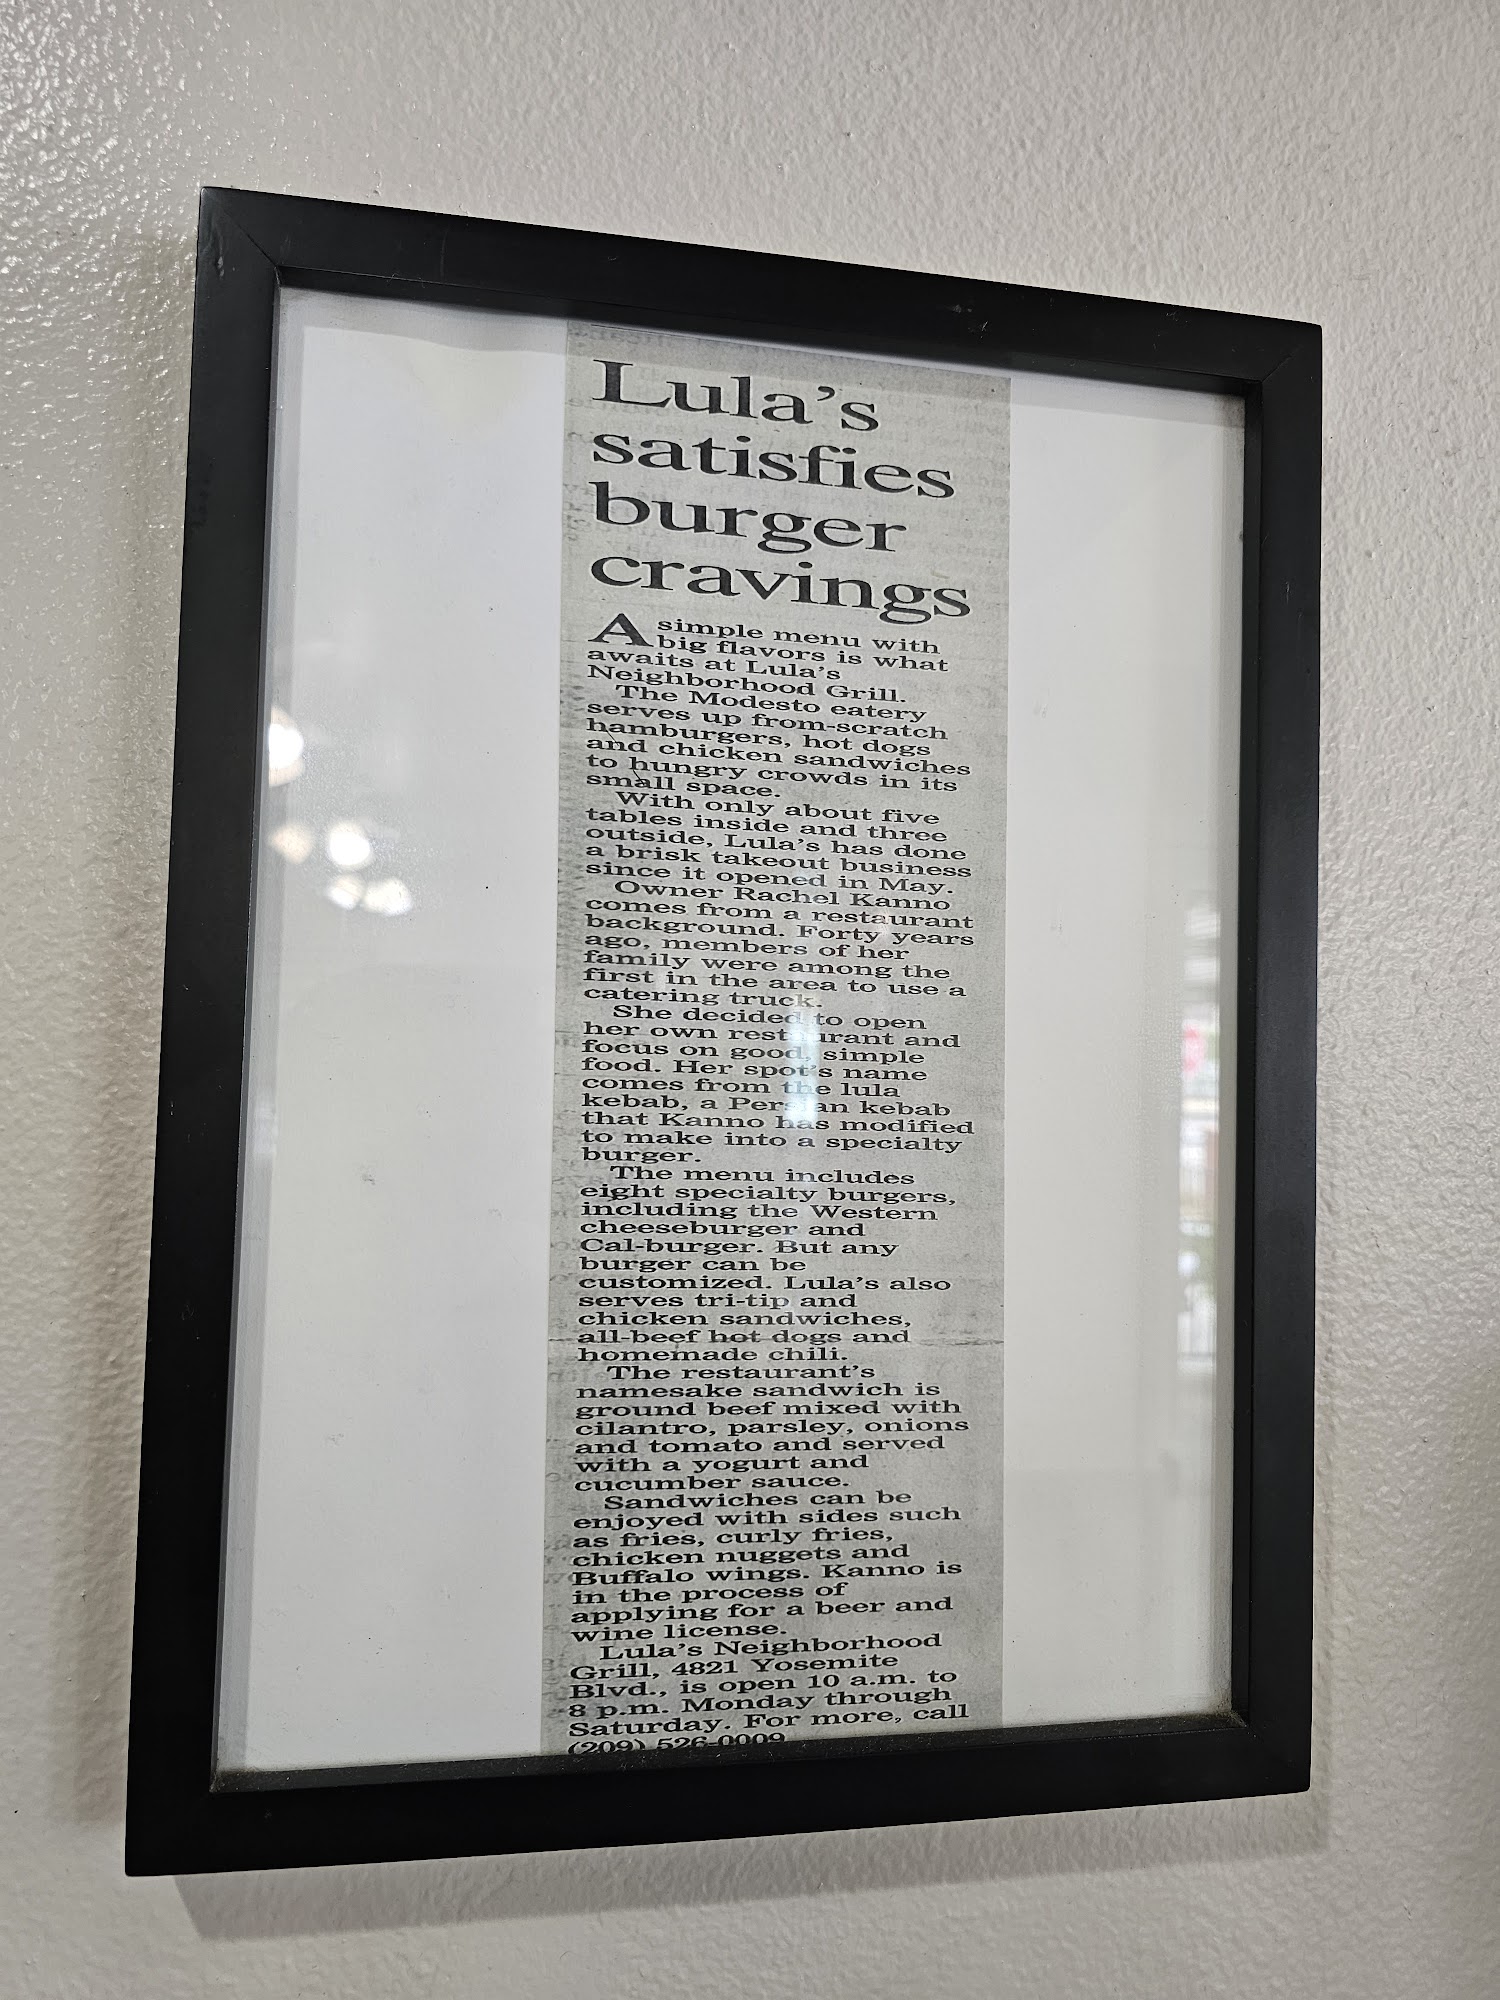 Lula's
satisfies
burger
cravings
A simple menu with
big flavors is what
awaits at Lula's
Neighborhood Grill.
The Modesto eatery
serves up from-scratch
hamburgers, hot dogs
and chicken sandwiches
to hungry crowds in its
small space.
With only about five
tables inside and three
outside, Lula's has done
a brisk takeout business
since it opened in May.
Owner Rachel Kanno
comes from a restaurant
background. Forty years
ago, members of her
family were among the
first in the area to use a
catering truck.
She decided to open
her own restaurant and
focus on good, simple
food. Her spot's name
comes from the lula
kebab, a Persian kebab
that Kanno has modified
to make into a specialty
burger.
The menu includes
eight specialty burgers,
including the Western
cheeseburger and
Cal-burger. But any
burger can be
customized. Lula's also
serves tri-tip and
chicken sandwiches,
all-beef hot dogs and
homemade chili.
The restaurant's
namesake sandwich is
ground beef mixed with
cilantro, parsley, onions
and tomato and served
with a yogurt and
cucumber sauce.
Sandwiches can be
enjoyed with sides such
as fries, curly fries,
chicken nuggets and
Buffalo wings. Kanno is
in the process of
applying for a beer and
wine license.
Lula's Neighborhood
Grill, 4821 Yosemite
Blvd., is open 10 a.m. to
8 p.m. Monday through
Saturday. For more, call
(209) 526-0009